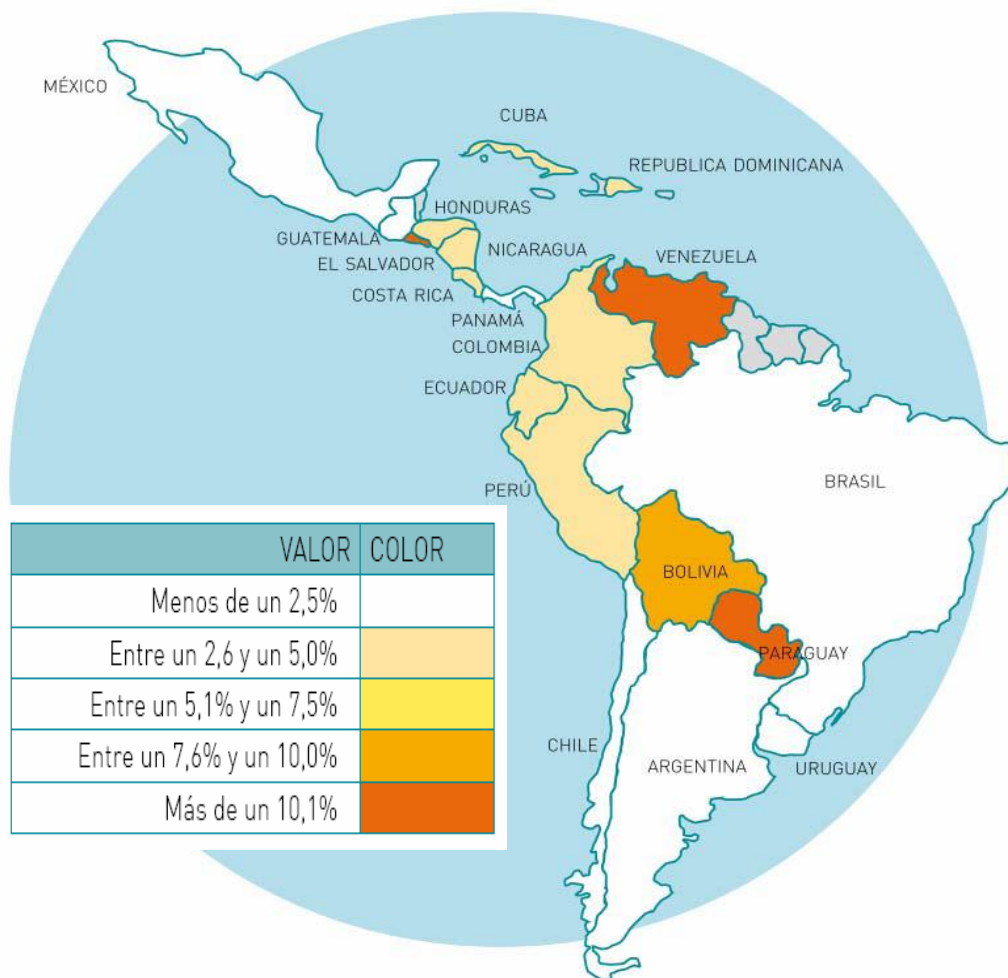 MÉXICO
CUBA
REPUBLICA DOMINICANA
HONDURAS
GUATEMALA
NICARAGUA
EL SALVADOR
VENEZUELA
COSTA RICA
PANAMÁ
COLOMBIA
ECUADOR
PERÚ
BRASIL
BOLIVIA
PARAGUAY
CHILE
ARGENTINA
URUGUAY
VALOR COLOR
Menos de un 2,5%
Entre un 2,6 y un 5,0%
Entre un 5,1% y un 7,5%
Entre un 7,6% y un 10,0%
Más de un 10,1%